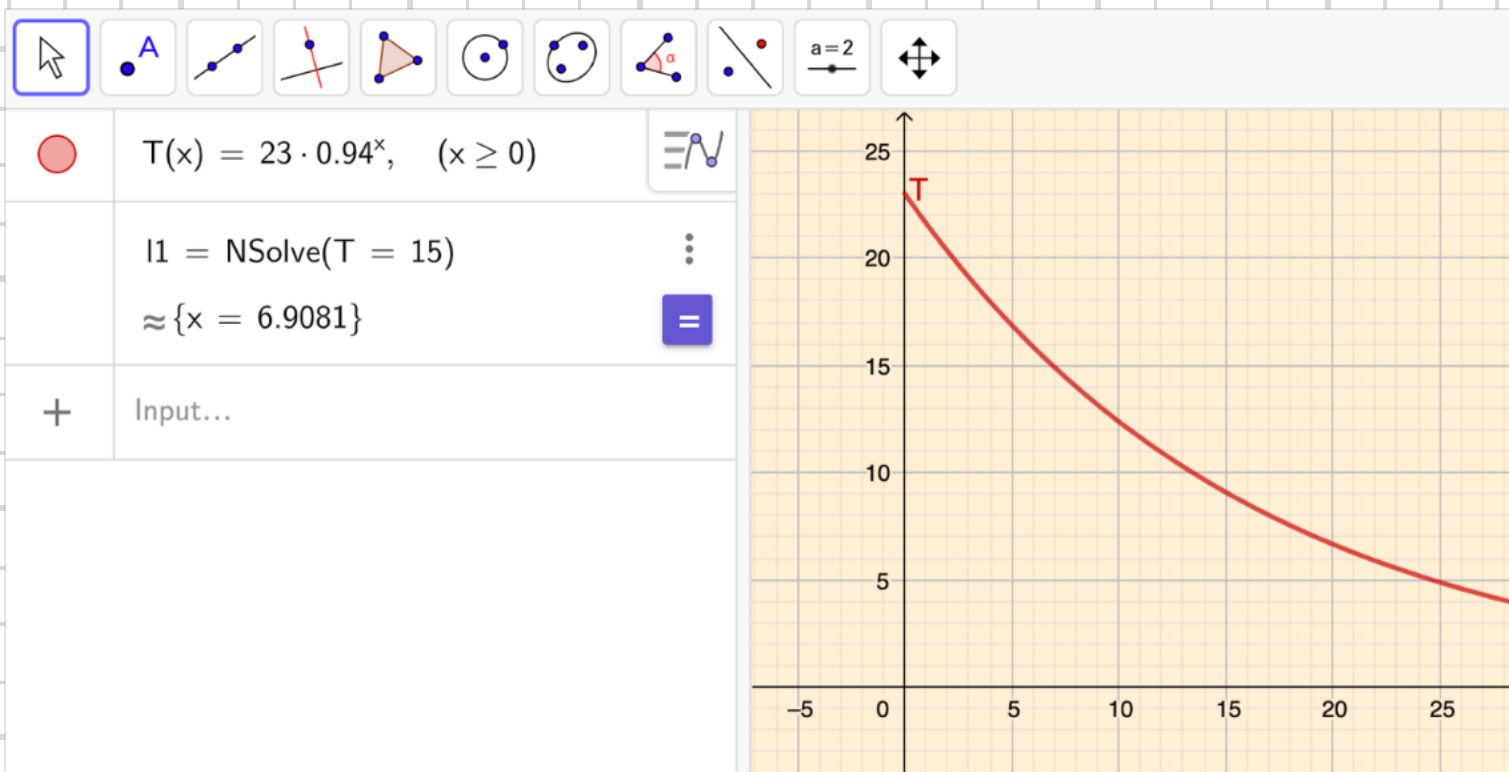 A
α
a=2
T(x) = 23 · 0.94ˣ, (x ≥ 0)
l1 = NSolve(T = 15)
≈ {x = 6.9081}
=
+ Input...
T
25
20
15
10
5
–5 0 5 10 15 20 25